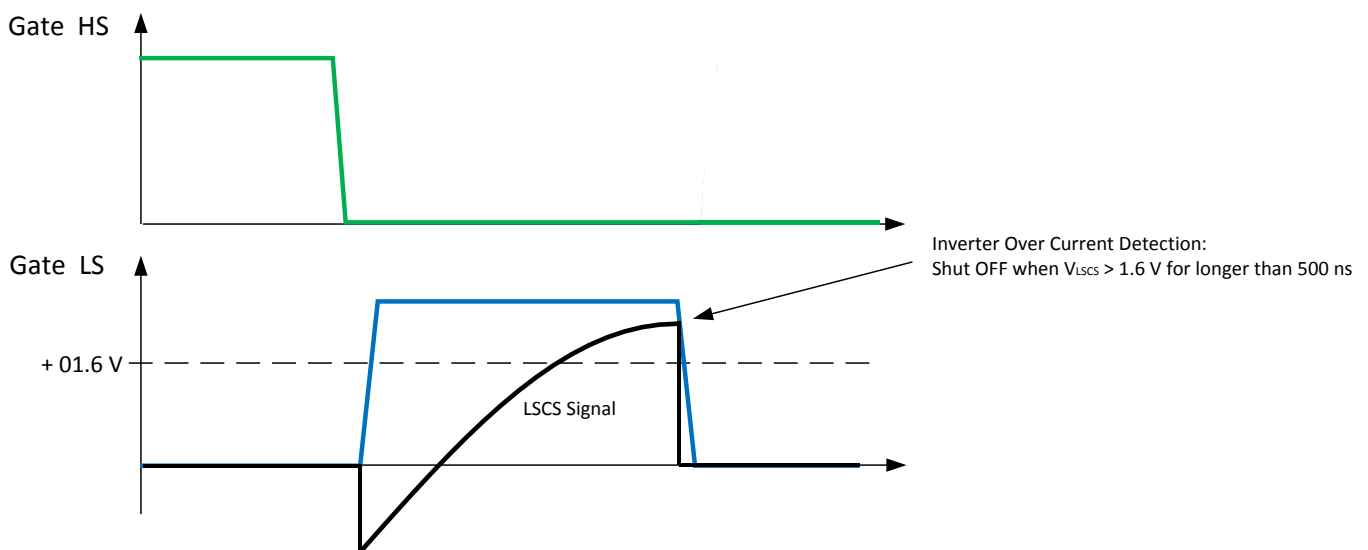 Gate HS
Inverter Over Current Detection:
Shut OFF when VLSCS > 1.6 V for longer than 500 ns
Gate LS
+ 01.6 V
LSCS Signal